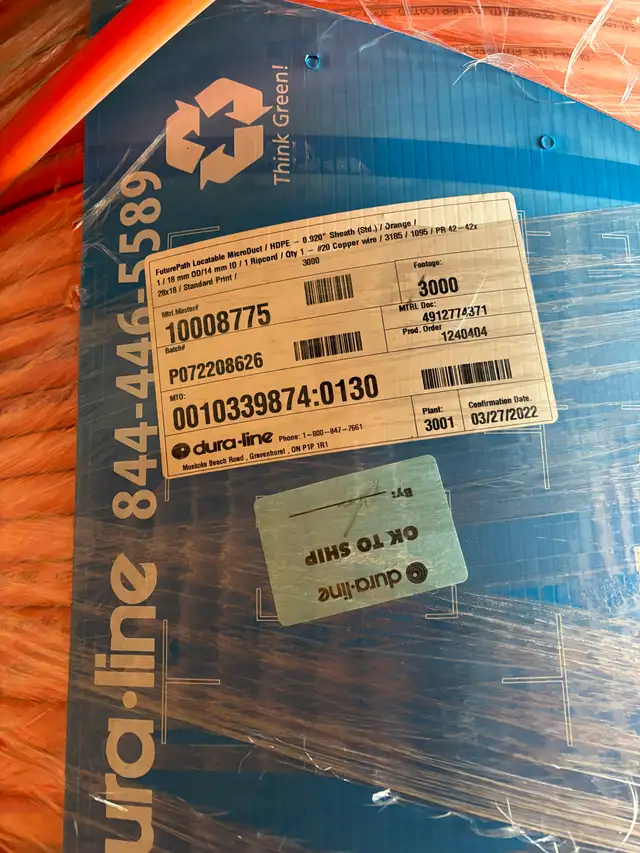 Think Green!
844-446-5589
ura·line
FuturePath Locatable MicroDuct / HDPE – 0.920" Sheath (Std.) / Orange /
1 / 18 mm OD/14 mm ID / 1 Ripcord / Qty 1 – #20 Copper wire / 3185 / 1095 / PR 42-42x
28x18 / Standard Print /
3000
Mtrl.Master#
10008775
Footage:
3000
MTRL Doc:
4912774371
Batch#
P072208626
Prod. Order
1240404
MTO:
0010339874:0130
dura-line Phone: 1-800-847-7661
Muskoka Beach Road , Gravenhurst , ON P1P 1R1
Plant:
3001
Confirmation Date.
03/27/2022
dura-line
OK TO SHIP
By: